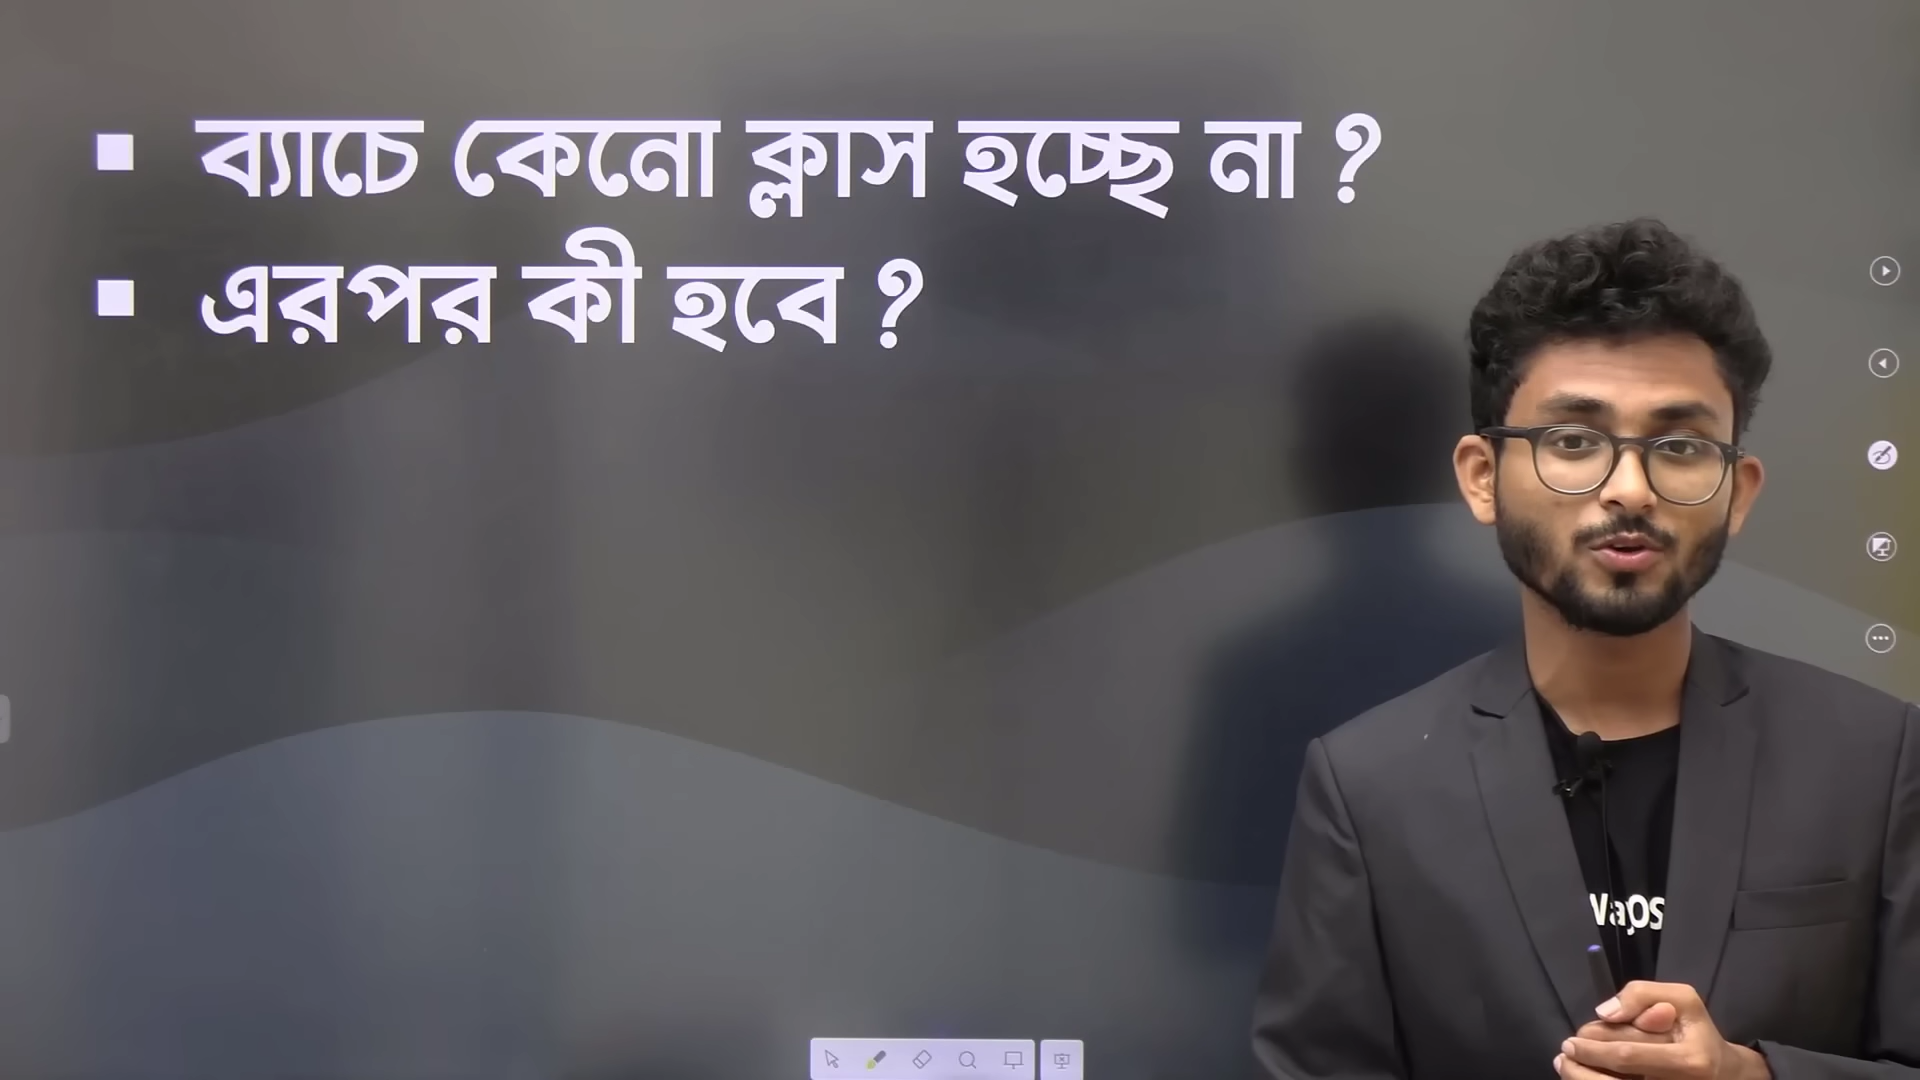 ▪ ব্যাচে কেনো ক্লাস হচ্ছে না ?
▪ এরপর কী হবে ?